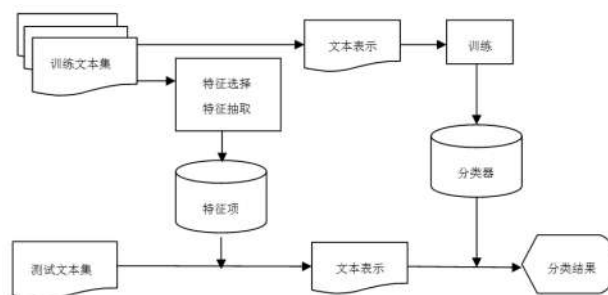 训练文本集
文本表示
训练
特征选择
特征抽取
分类器
特征项
测试文本集
文本表示
分类结果